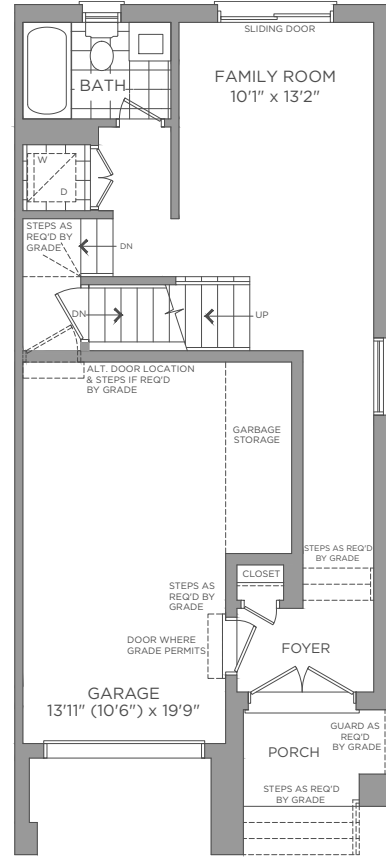 SLIDING DOOR
FAMILY ROOM
10'1" x 13'2"
BATH
W
D
STEPS AS
REQ'D BY
GRADE
DN
DN
UP
ALT. DOOR LOCATION
& STEPS IF REQ'D
BY GRADE
GARBAGE
STORAGE
STEPS AS REQ'D
BY GRADE
CLOSET
STEPS AS
REQ'D BY
GRADE
DOOR WHERE
GRADE PERMITS
FOYER
GARAGE
13'11" (10'6") x 19'9"
GUARD AS
REQ'D
BY GRADE
PORCH
STEPS AS REQ'D
BY GRADE